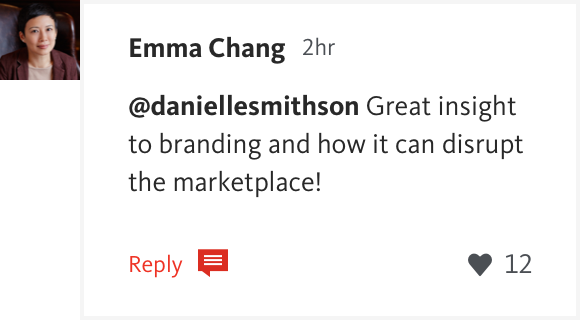 Emma Chang 2hr
@daniellesmithson Great insight
to branding and how it can disrupt
the marketplace!
Reply 12